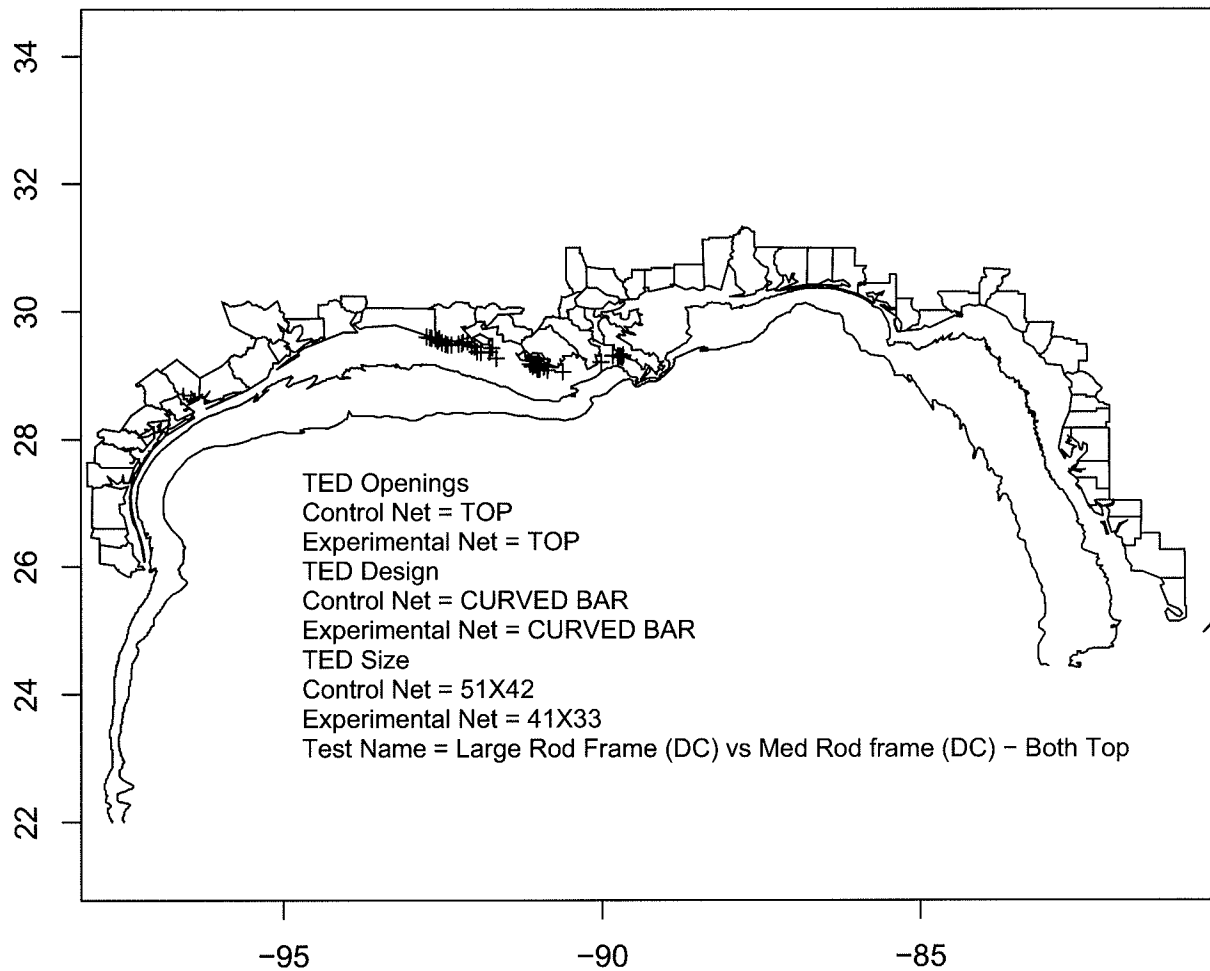 34
32
30
28
26
24
22
TED Openings
Control Net = TOP
Experimental Net = TOP
TED Design
Control Net = CURVED BAR
Experimental Net = CURVED BAR
TED Size
Control Net = 51X42
Experimental Net = 41X33
Test Name = Large Rod Frame (DC) vs Med Rod frame (DC) − Both Top
−95
−90
−85